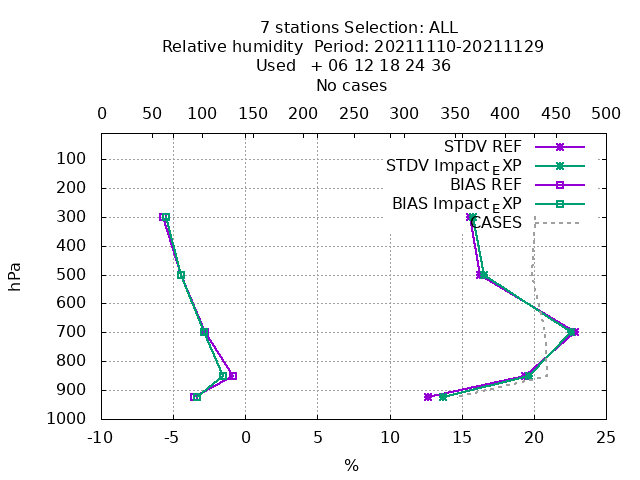 7 stations Selection: ALL
Relative humidity  Period: 20211110-20211129
Used   + 06 12 18 24 36
No cases
0 50 100 150 200 250 300 350 400 450 500
STDV REF
STDV Impact_EXP
BIAS REF
BIAS Impact_EXP
CASES
100
200
300
400
500
600
700
800
900
1000
hPa
-10 -5 0 5 10 15 20 25
%